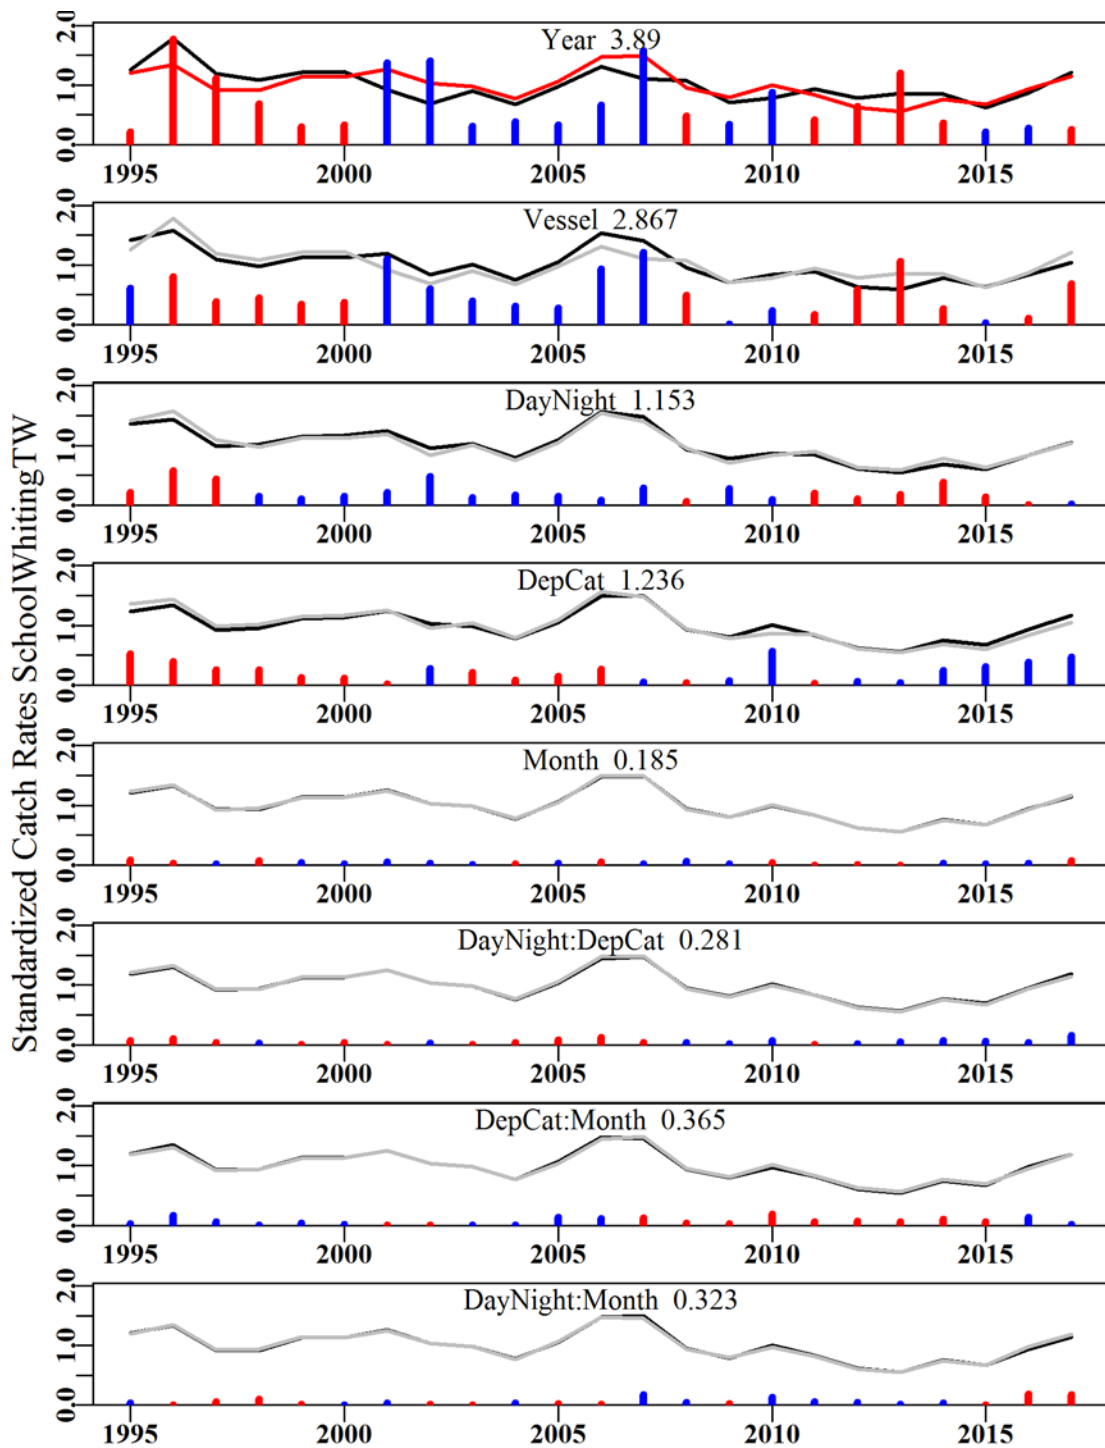 Standardized Catch Rates SchoolWhitingTW
Year 3.89
0.0 1.0 2.0
1995 2000 2005 2010 2015
Vessel 2.867
0.0 1.0 2.0
1995 2000 2005 2010 2015
DayNight 1.153
0.0 1.0 2.0
1995 2000 2005 2010 2015
DepCat 1.236
0.0 1.0 2.0
1995 2000 2005 2010 2015
Month 0.185
0.0 1.0 2.0
1995 2000 2005 2010 2015
DayNight:DepCat 0.281
0.0 1.0 2.0
1995 2000 2005 2010 2015
DepCat:Month 0.365
0.0 1.0 2.0
1995 2000 2005 2010 2015
DayNight:Month 0.323
0.0 1.0 2.0
1995 2000 2005 2010 2015